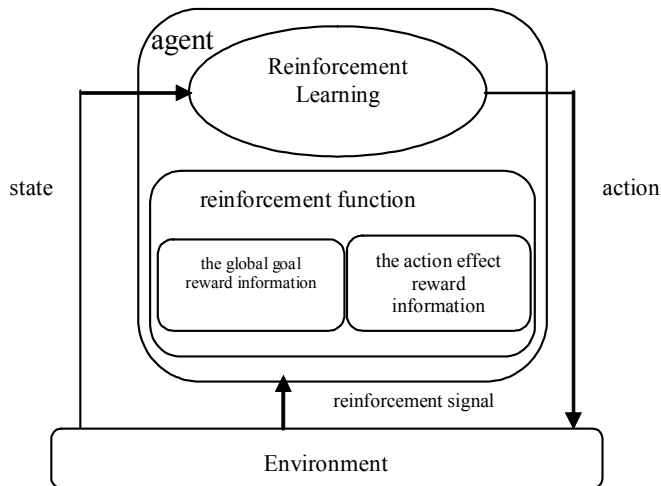 agent
Reinforcement
Learning
state
action
reinforcement function
the global goal
reward information
the action effect
reward
information
reinforcement signal
Environment